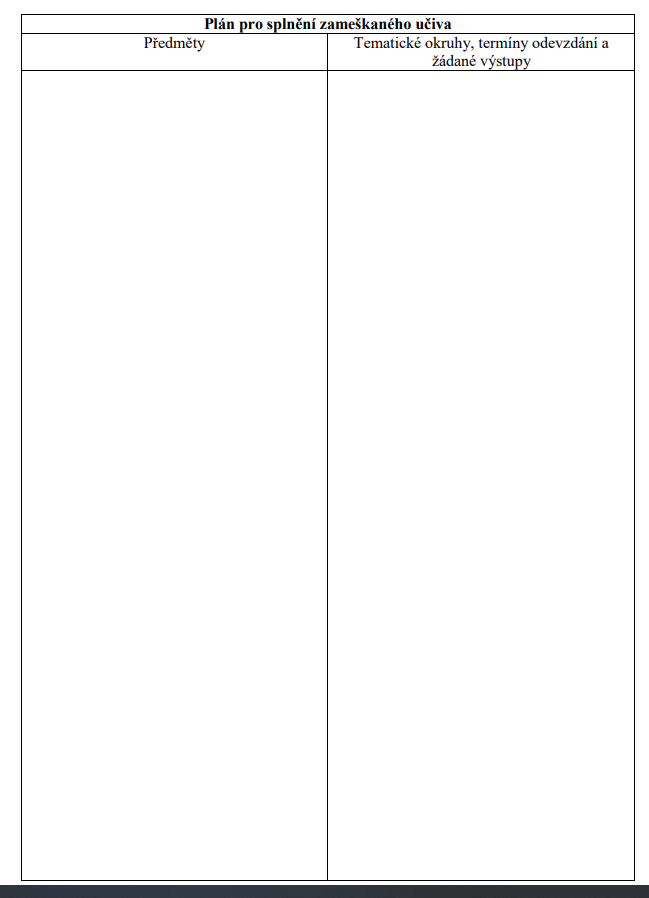 Plán pro splnění zameškaného učiva
Předměty
Tematické okruhy, termíny odevzdání a
žádané výstupy